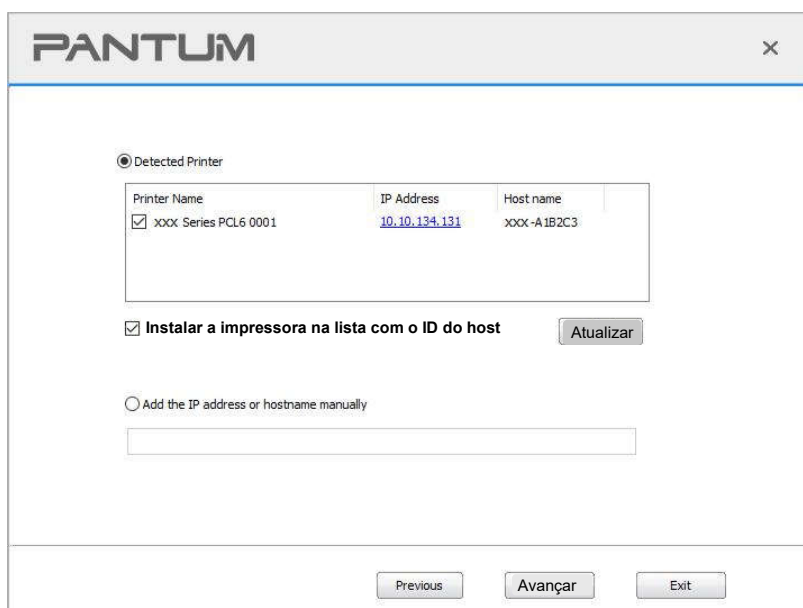 PANTUM
Detected Printer
Printer Name IP Address Host name
XXX Series PCL6 0001 10.10.134.131 XXX-A1B2C3
Instalar a impressora na lista com o ID do host Atualizar
Add the IP address or hostname manually
Previous Avançar Exit